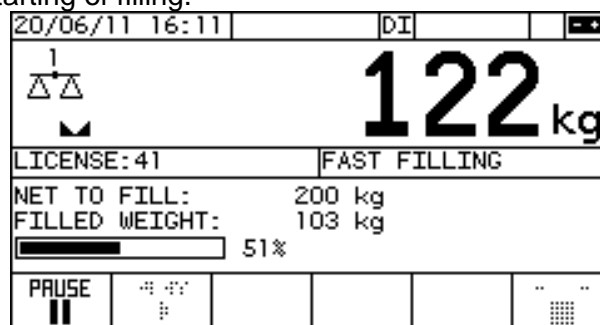 tarting of filling.
20/06/11 16:11 DI
1
122 kg
LICENSE:41 FAST FILLING
NET TO FILL: 200 kg
FILLED WEIGHT: 103 kg
51%
PAUSE